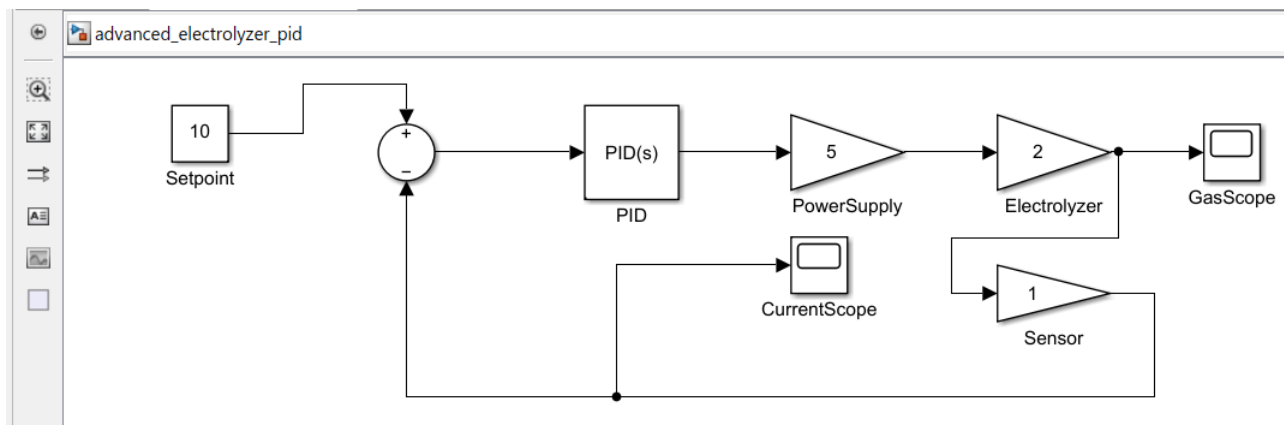 advanced_electrolyzer_pid
10
Setpoint
+
−
PID(s)
PID
5
PowerSupply
2
Electrolyzer
GasScope
CurrentScope
1
Sensor
A